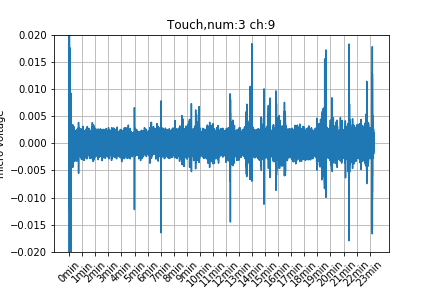 Touch,num:3 ch:9
0.020
0.015
0.010
0.005
0.000
−0.005
−0.010
−0.015
−0.020
voltage
0min
1min
2min
3min
4min
5min
6min
7min
8min
9min
10min
11min
12min
13min
14min
15min
16min
17min
18min
19min
20min
21min
22min
23min